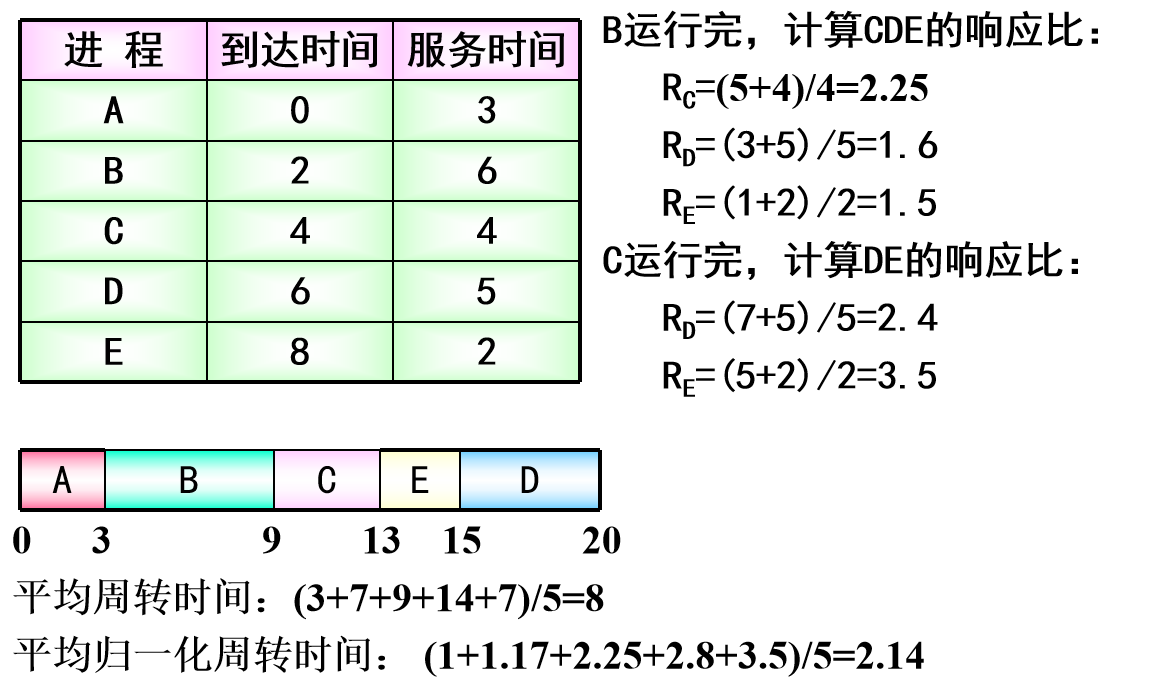 进 程 到达时间 服务时间
A 0 3
B 2 6
C 4 4
D 6 5
E 8 2
B运行完，计算CDE的响应比：
RC=(5+4)/4=2.25
RD=(3+5)/5=1.6
RE=(1+2)/2=1.5
C运行完，计算DE的响应比：
RD=(7+5)/5=2.4
RE=(5+2)/2=3.5
A B C E D
0 3 9 13 15 20
平均周转时间：(3+7+9+14+7)/5=8
平均归一化周转时间： (1+1.17+2.25+2.8+3.5)/5=2.14